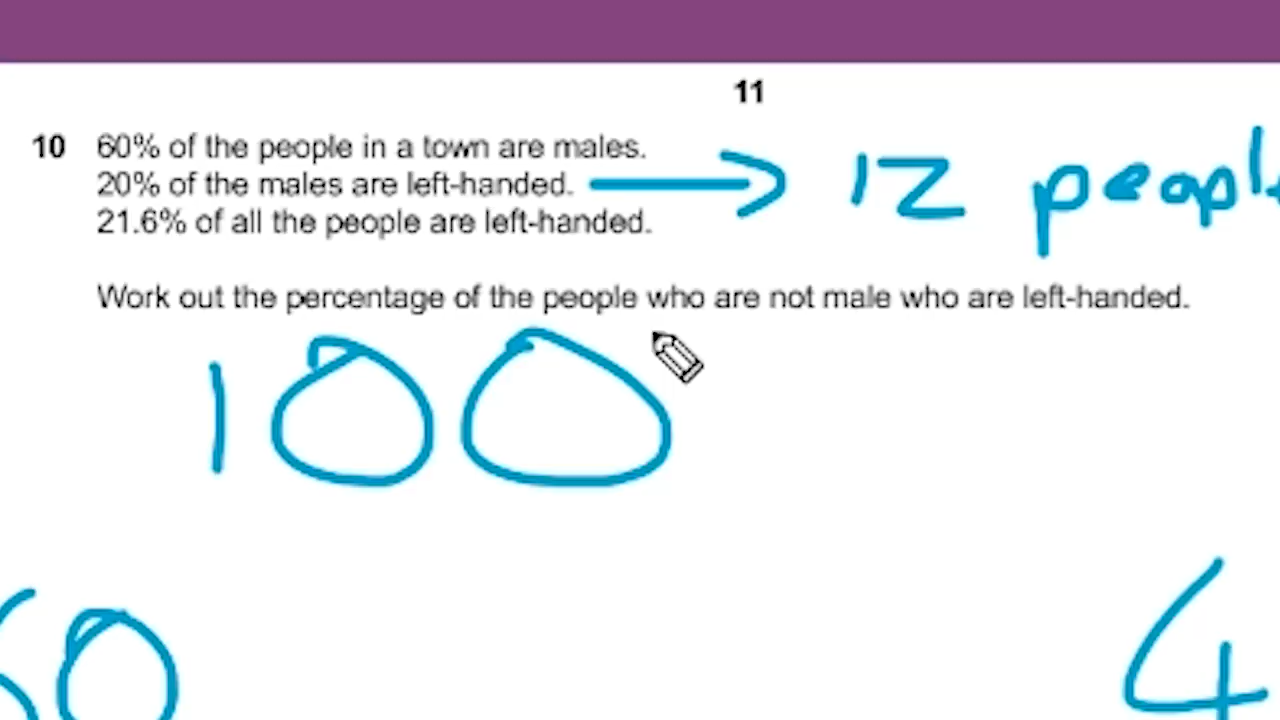 11
10 60% of the people in a town are males.
20% of the males are left-handed. → 12 people
21.6% of all the people are left-handed.
Work out the percentage of the people who are not male who are left-handed.
100
60 4